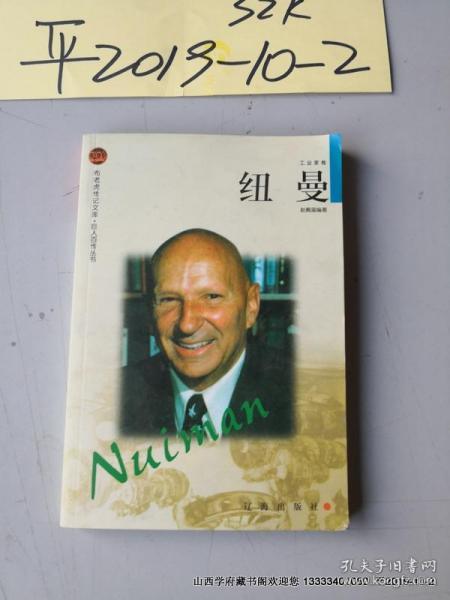 SZK
平2019-10-2
工业家卷
纽 曼
布老虎传记文库·巨人百传丛书
Nuiman
辽海出版社
山西学府藏书阁欢迎您
孔夫子旧书网